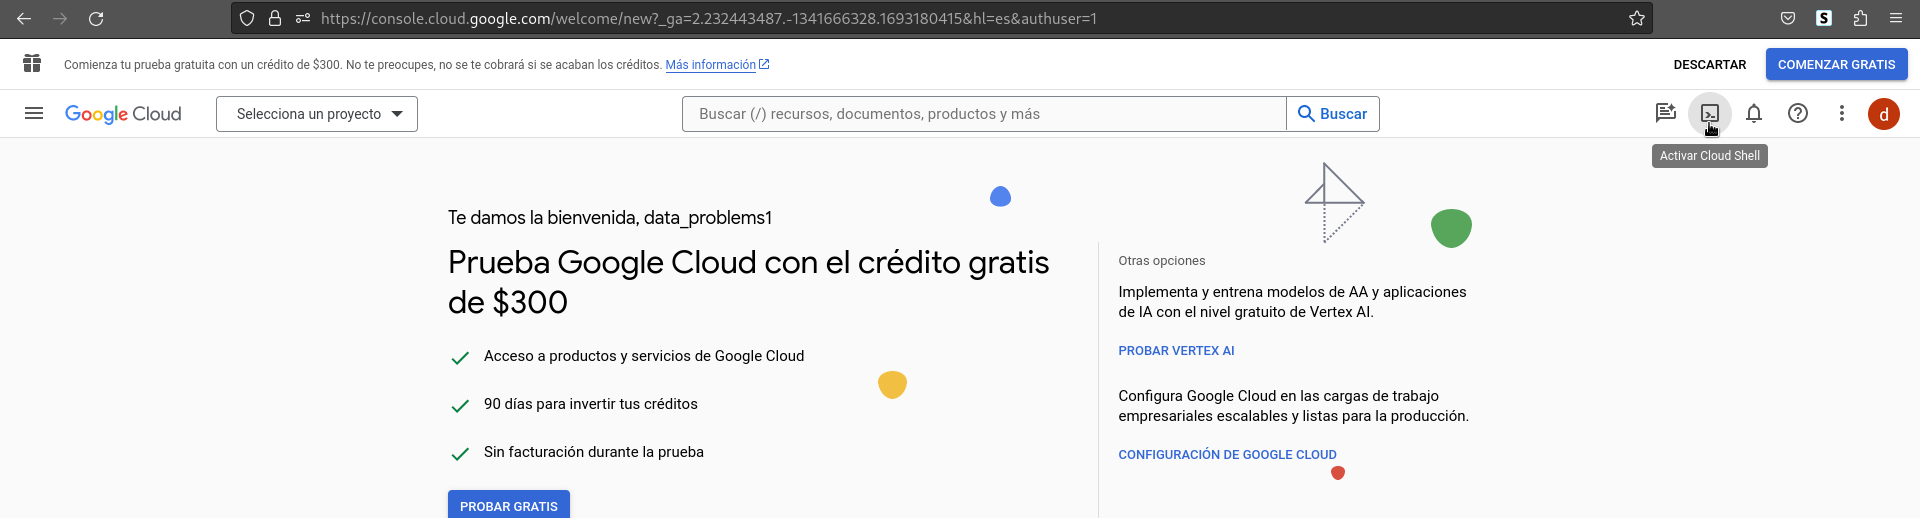 https://console.cloud.google.com/welcome/new?_ga=2.232443487.-1341666328.1693180415&hl=es&authuser=1
S
Comienza tu prueba gratuita con un crédito de $300. No te preocupes, no se te cobrará si se acaban los créditos. Más información
DESCARTAR
COMENZAR GRATIS
Google Cloud
Selecciona un proyecto
Buscar (/) recursos, documentos, productos y más
Buscar
d
Activar Cloud Shell
Te damos la bienvenida, data_problems1
Prueba Google Cloud con el crédito gratis
de $300
Acceso a productos y servicios de Google Cloud
90 días para invertir tus créditos
Sin facturación durante la prueba
PROBAR GRATIS
Otras opciones
Implementa y entrena modelos de AA y aplicaciones
de IA con el nivel gratuito de Vertex AI.
PROBAR VERTEX AI
Configura Google Cloud en las cargas de trabajo
empresariales escalables y listas para la producción.
CONFIGURACIÓN DE GOOGLE CLOUD